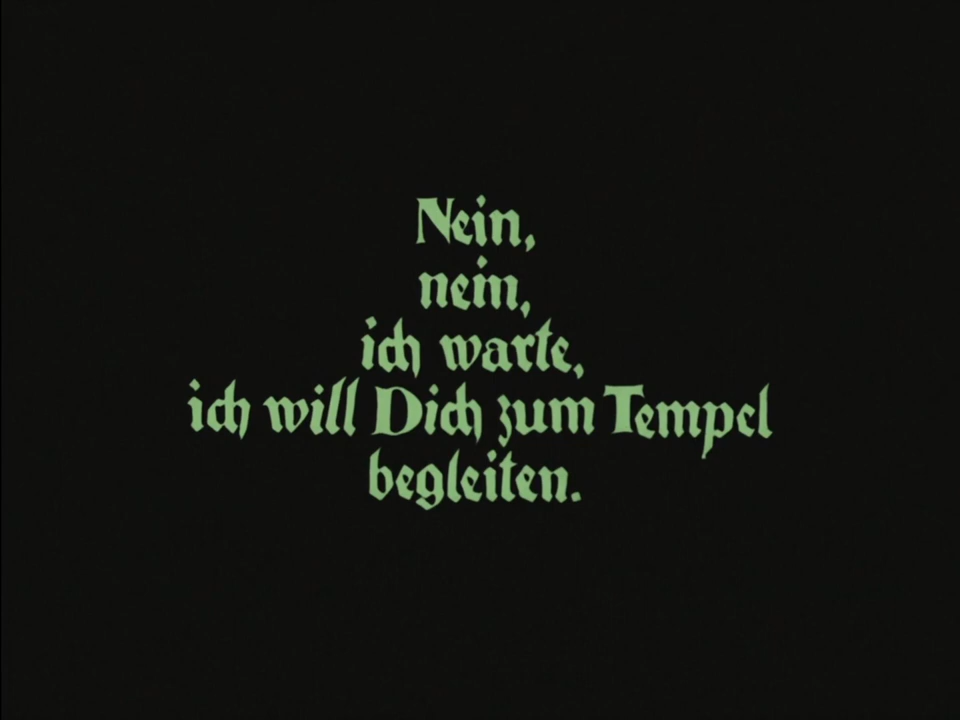 Nein,
nein,
ich warte,
ich will Dich zum Tempel
begleiten.